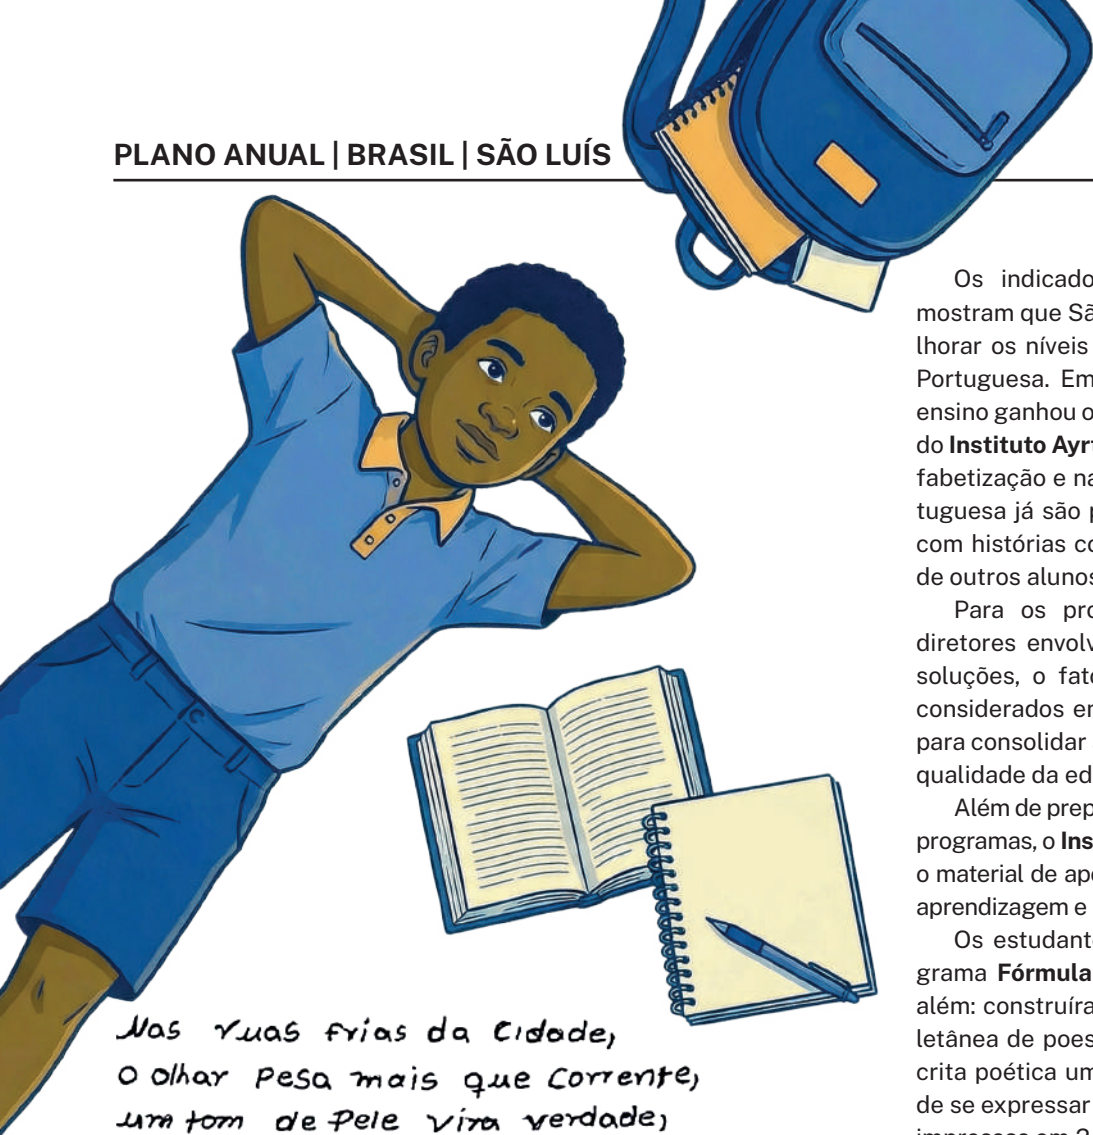 PLANO ANUAL | BRASIL | SÃO LUÍS
Nas ruas frias da cidade,
O olhar pesa mais que corrente,
um tom de pele vira verdade,
Os indicado
mostram que Sã
lhorar os níveis
Portuguesa. Em
ensino ganhou o
do Instituto Ayr
fabetização e na
tuguesa já são p
com histórias co
de outros alunos
Para os pro
diretores envolv
soluções, o fato
considerados en
para consolidar
qualidade da ed
Além de prep
programas, o Ins
o material de apo
aprendizagem e
Os estudante
grama Fórmula
além: construíra
letânea de poes
crita poética um
de se expressar